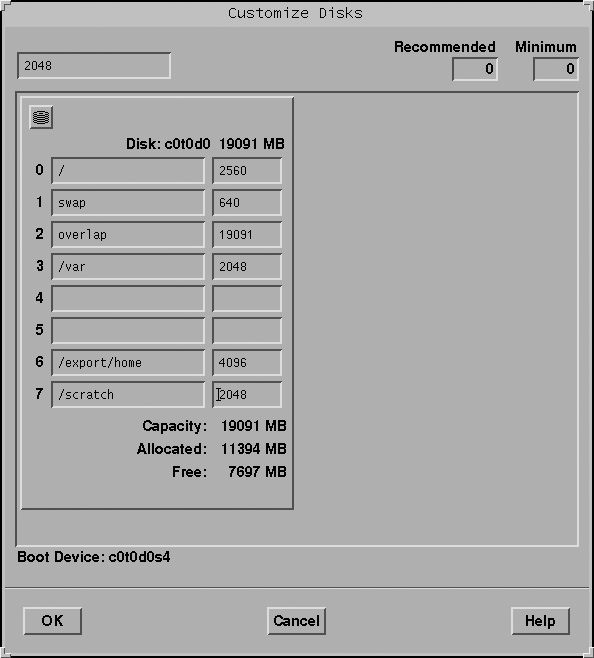 Customize Disks
Recommended Minimum
2048 0 0
Disk: c0t0d0 19091 MB
0 / 2560
1 swap 640
2 overlap 19091
3 /var 2048
4
5
6 /export/home 4096
7 /scratch 2048
Capacity: 19091 MB
Allocated: 11394 MB
Free: 7697 MB
Boot Device: c0t0d0s4
OK Cancel Help